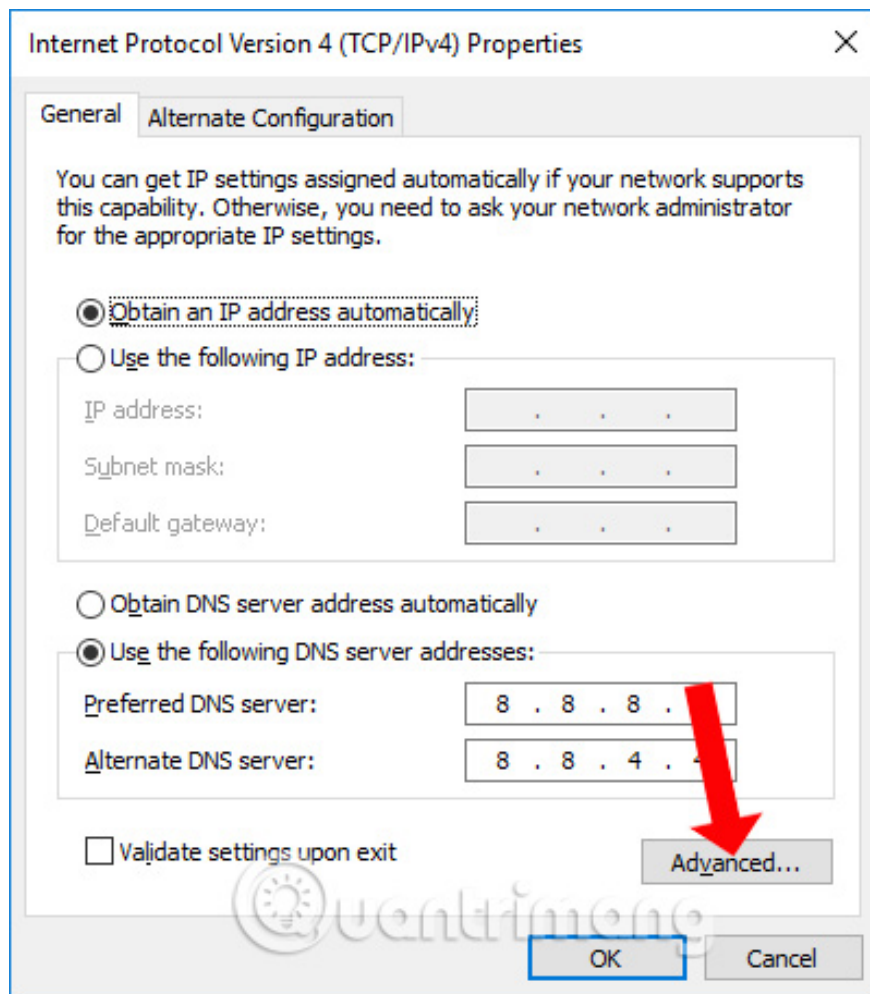 Internet Protocol Version 4 (TCP/IPv4) Properties
General
Alternate Configuration
You can get IP settings assigned automatically if your network supports
this capability. Otherwise, you need to ask your network administrator
for the appropriate IP settings.
Obtain an IP address automatically
Use the following IP address:
IP address:
. . .
Subnet mask:
. . .
Default gateway:
. . .
Obtain DNS server address automatically
Use the following DNS server addresses:
Preferred DNS server:
8 . 8 . 8 .
Alternate DNS server:
8 . 8 . 4 . 4
Validate settings upon exit
Advanced...
Quantrimang
OK
Cancel